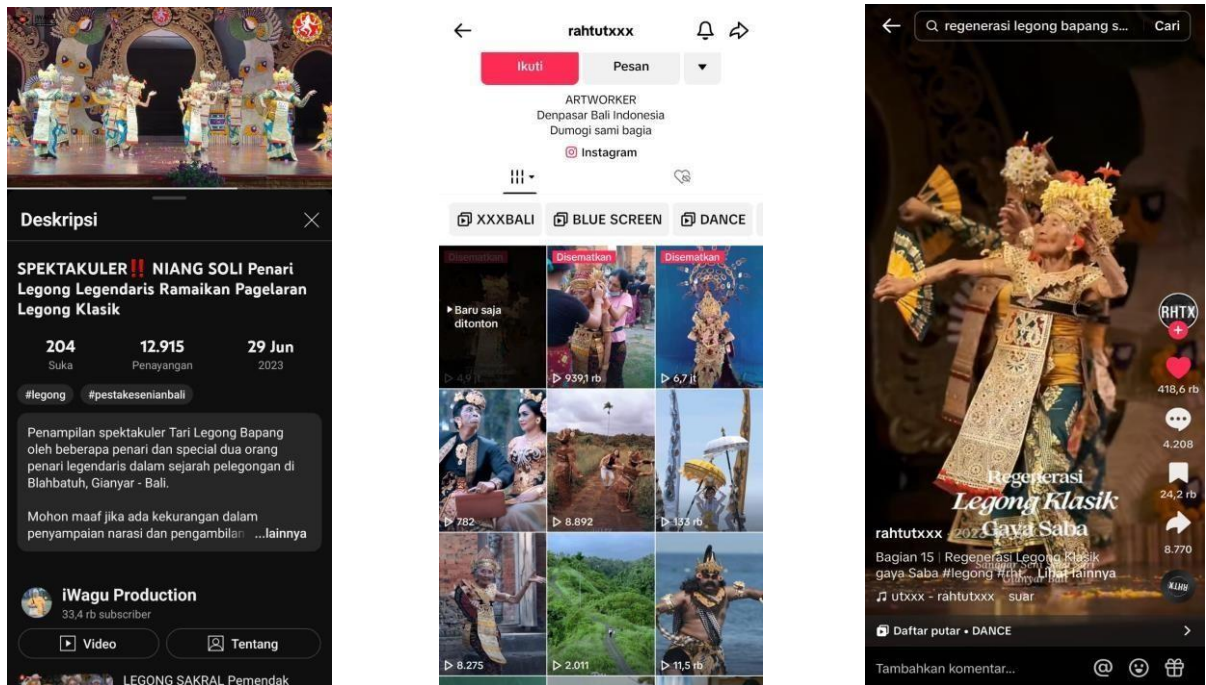 Deskripsi
SPEKTAKULER‼️ NIANG SOLI Penari
Legong Legendaris Ramaikan Pagelaran
Legong Klasik
204 12.915 29 Jun
Suka Penayangan 2023
#legong #pestakesenianbali
Penampilan spektakuler Tari Legong Bapang
oleh beberapa penari dan special dua orang
penari legendaris dalam sejarah pelegongan di
Blahbatuh, Gianyar - Bali.
Mohon maaf jika ada kekurangan dalam
penyampaian narasi dan pengambilan ...lainnya
iWagu Production
33,4 rb subscriber
Video Tentang
LEGONG SAKRAL Pemendak
rahtutxxx
Ikuti Pesan
ARTWORKER
Denpasar Bali Indonesia
Dumogi sami bagia
Instagram
XXXBALI BLUE SCREEN DANCE
Disematkan Disematkan Disematkan
Baru saja
ditonton
4,9 jt 939,1 rb 6,7 jt
782 8.892 133 rb
8.275 2.011 11,5 rb
regenerasi legong bapang s... Cari
RHTX
418,6 rb
4.208
24,2 rb
8.770
Regenerasi
Legong Klasik
Gaya Saba
rahtutxxx
Bagian 15 | Regenerasi Legong Klasik
gaya Saba #legong #rht... Lihat lainnya
utxxx - rahtutxxx suar
Daftar putar • DANCE
Tambahkan komentar...